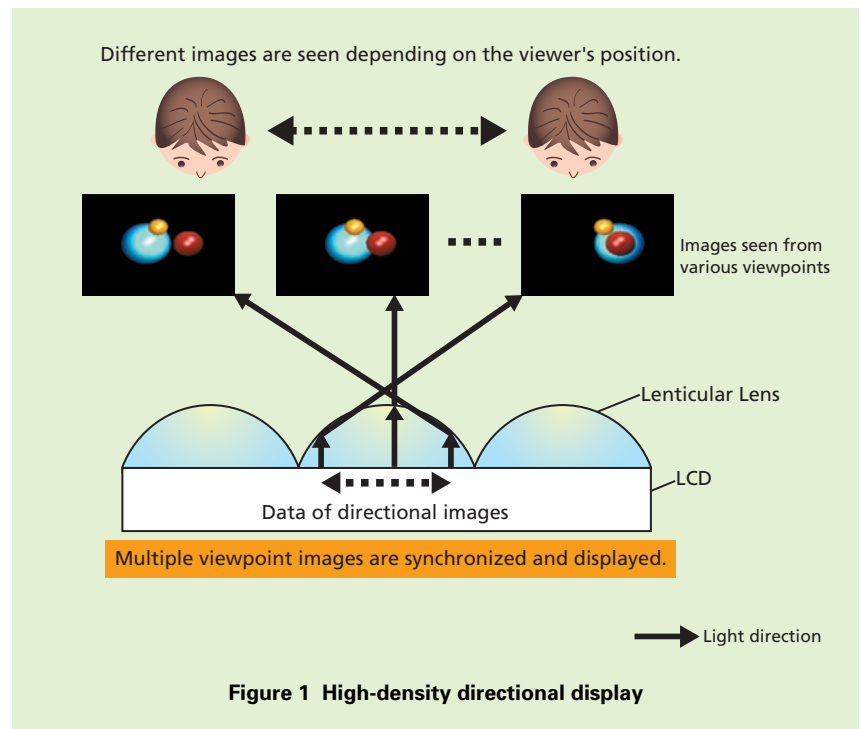 Different images are seen depending on the viewer's position.
Images seen from
various viewpoints
Lenticular Lens
LCD
Data of directional images
Multiple viewpoint images are synchronized and displayed.
Light direction
Figure 1 High-density directional display